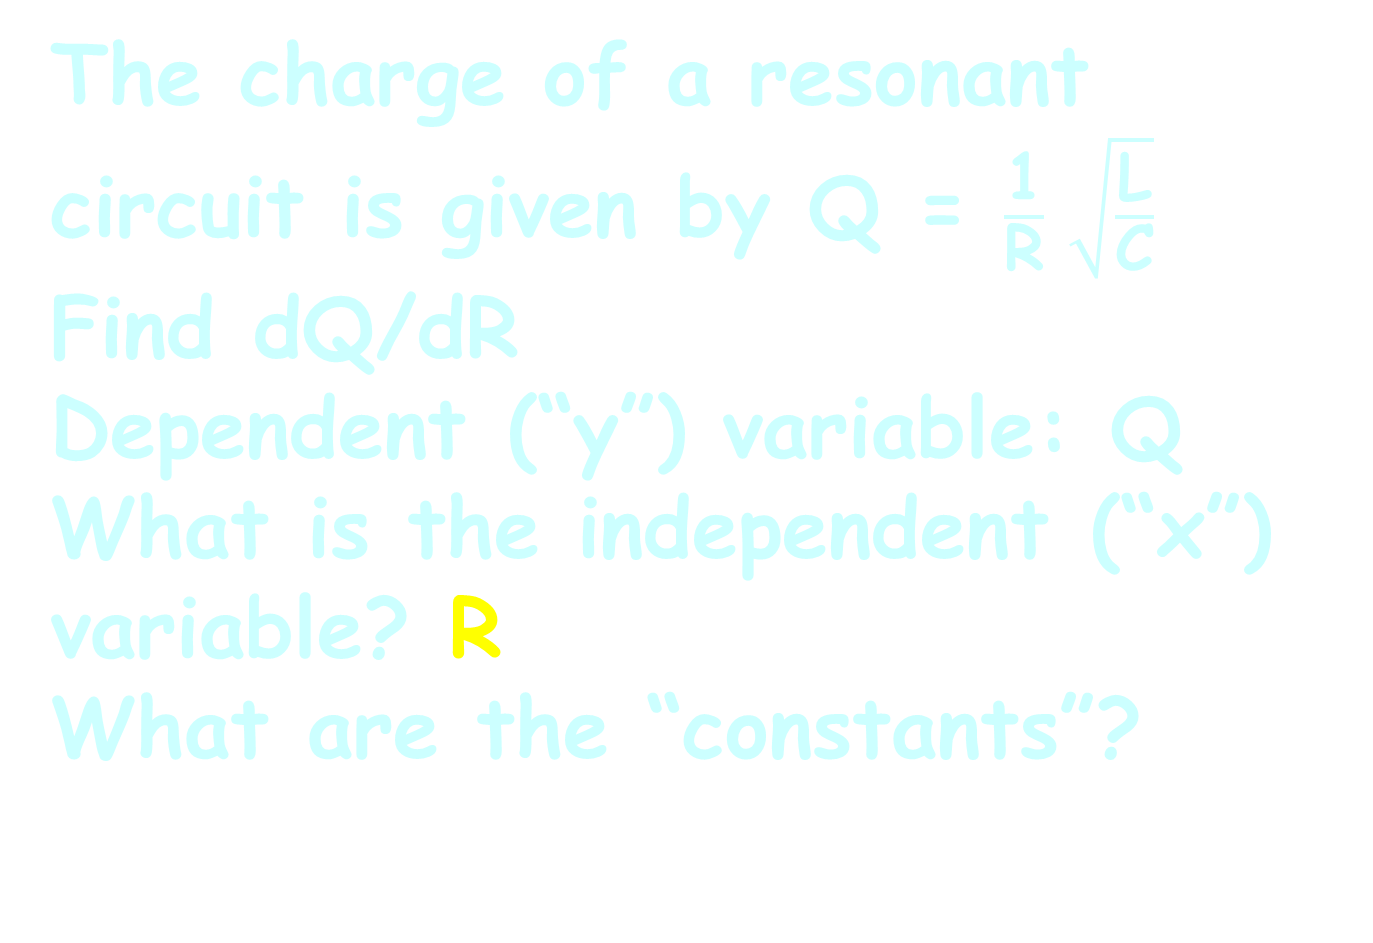 The charge of a resonant
circuit is given by Q = 1/R √(L/C)
Find dQ/dR
Dependent (“y”) variable: Q
What is the independent (“x”)
variable? R
What are the “constants”?